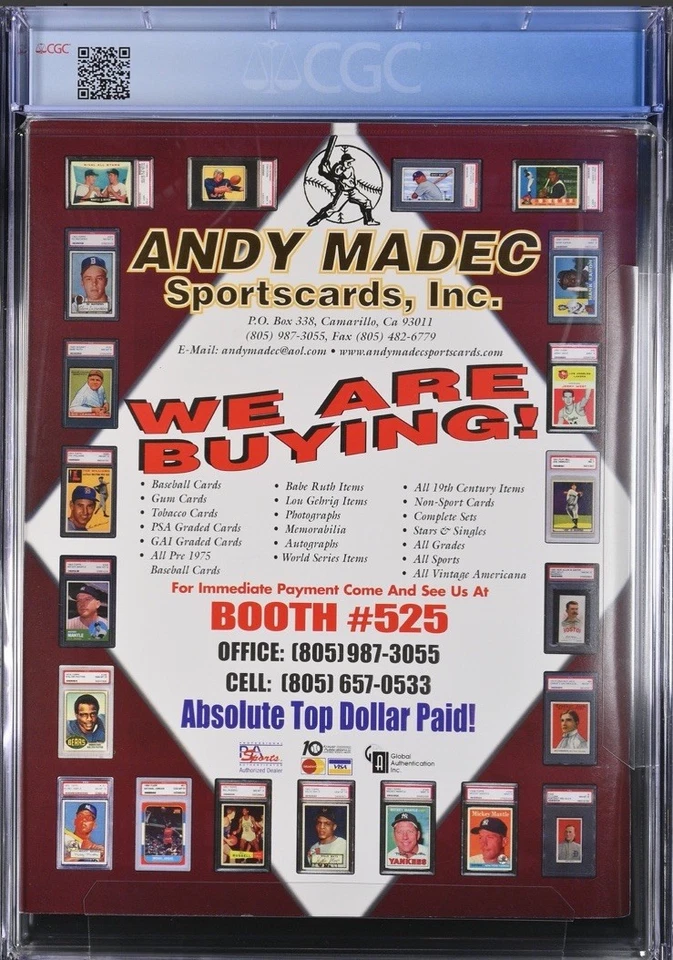 CGC
CGC
ANDY MADEC
Sportscards, Inc.
P.O. Box 338, Camarillo, Ca 93011
(805) 987-3055, Fax (805) 482-6779
E-Mail: andymadec@aol.com • www.andymadecsportscards.com
WE ARE
BUYING!
• Baseball Cards
• Gum Cards
• Tobacco Cards
• PSA Graded Cards
• GAI Graded Cards
• All Pre 1975
Baseball Cards
• Babe Ruth Items
• Lou Gehrig Items
• Photographs
• Memorabilia
• Autographs
• World Series Items
• All 19th Century Items
• Non-Sport Cards
• Complete Sets
• Stars & Singles
• All Grades
• All Sports
• All Vintage Americana
For Immediate Payment Come And See Us At
BOOTH #525
OFFICE: (805) 987-3055
CELL: (805) 657-0533
Absolute Top Dollar Paid!
Sports
Authorized Dealer
VISA
Global
Authentication
Inc.
MANTLE
BEARS
RUSSELL
YANKEES
Mickey Mantle